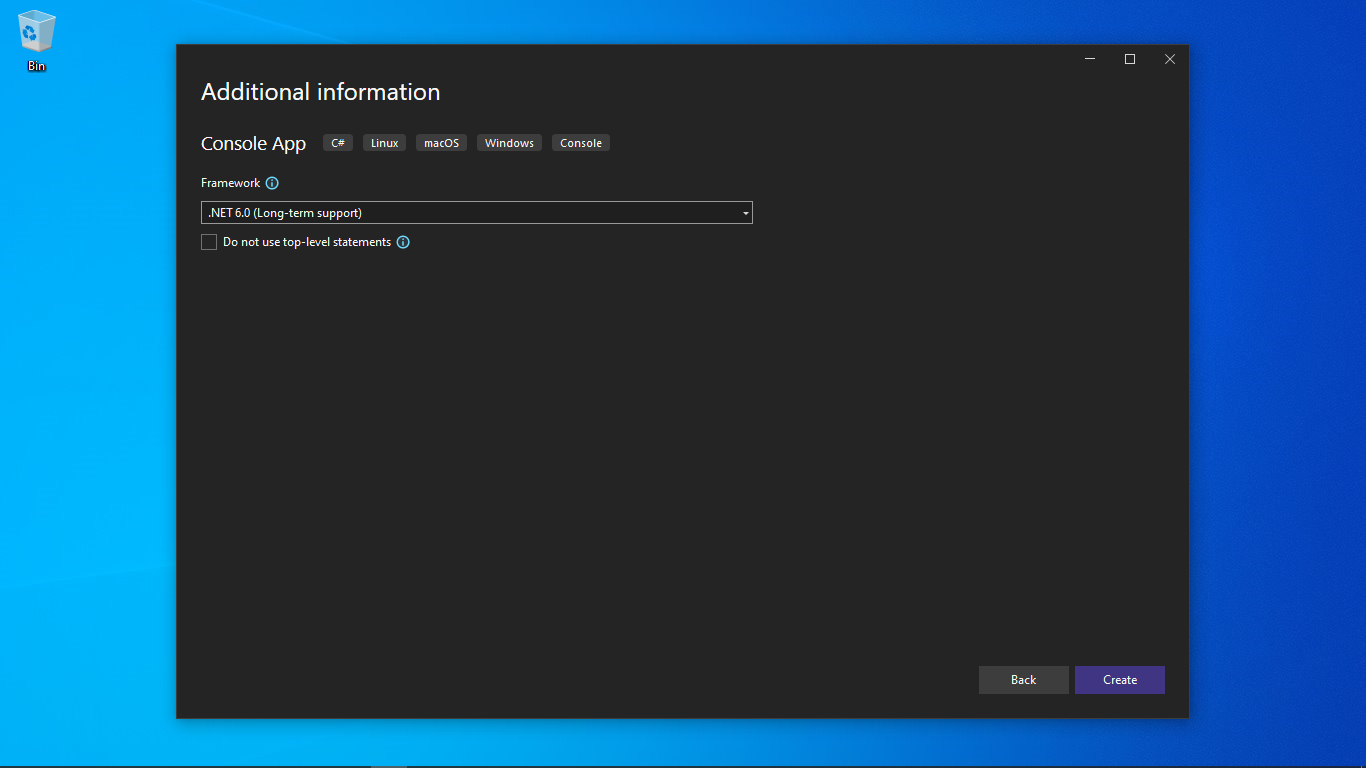 Bin
Additional information
Console App C# Linux macOS Windows Console
Framework
.NET 6.0 (Long-term support)
Do not use top-level statements
Back Create